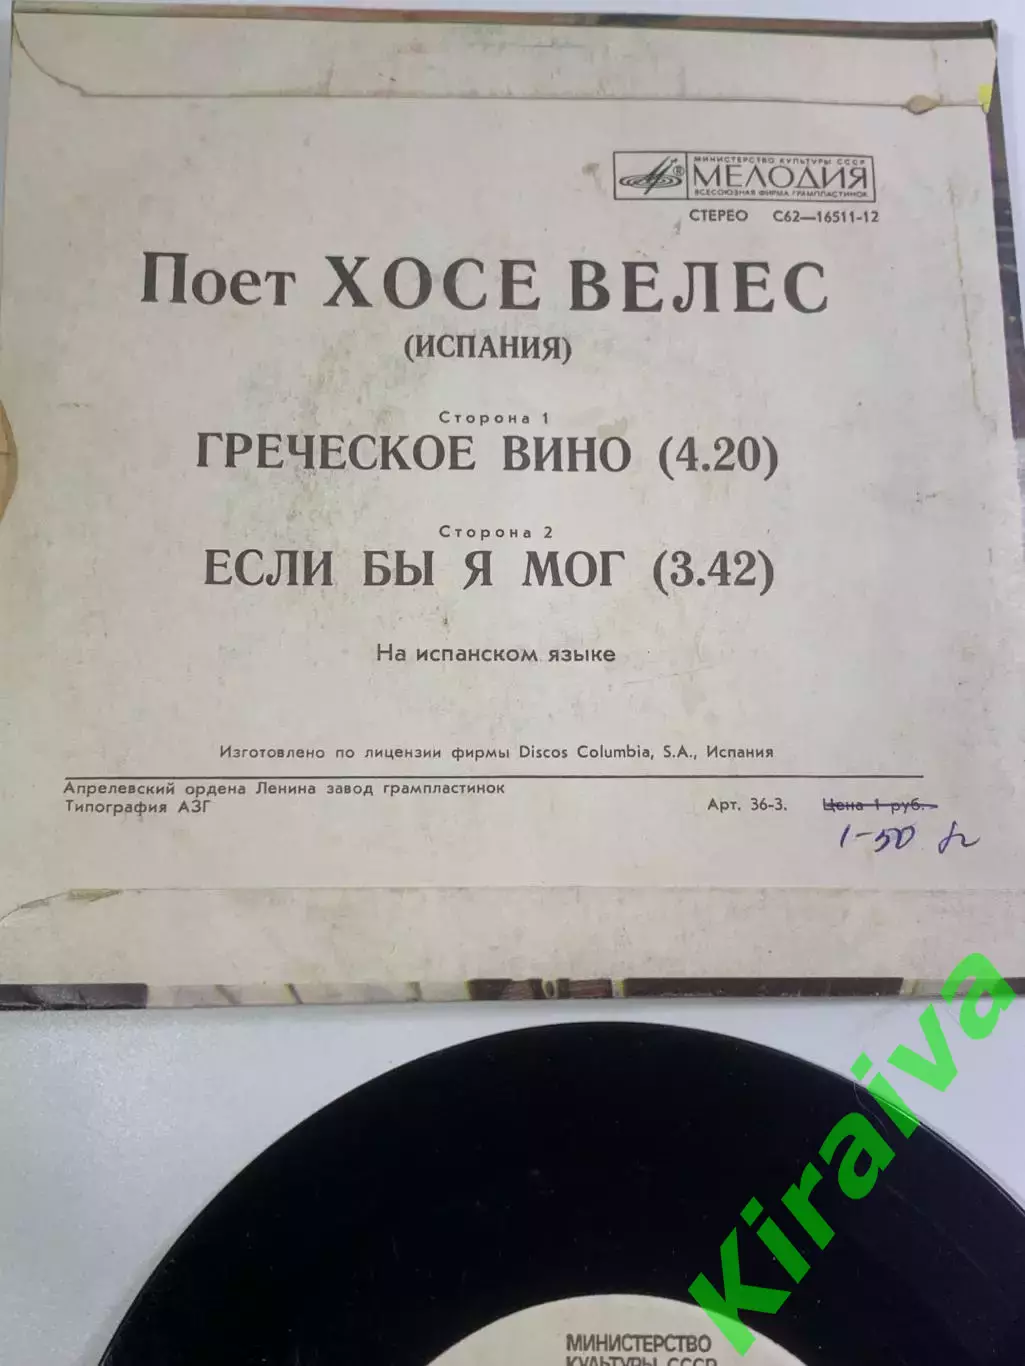 МИНИСТЕРСТВО КУЛЬТУРЫ СССР
МЕЛОДИЯ
ВСЕСОЮЗНАЯ ФИРМА ГРАМПЛАСТИНОК
СТЕРЕО С62—16511-12
Поет ХОСЕ ВЕЛЕС
(ИСПАНИЯ)
Сторона 1
ГРЕЧЕСКОЕ ВИНО (4.20)
Сторона 2
ЕСЛИ БЫ Я МОГ (3.42)
На испанском языке
Изготовлено по лицензии фирмы Discos Columbia, S.A., Испания
Апрелевский ордена Ленина завод грампластинок
Типография АЗГ
Арт. 36-3. Цена 1 руб.
1-50
Kiraiva
МИНИСТЕРСТВО
КУЛЬТУРЫ СССР